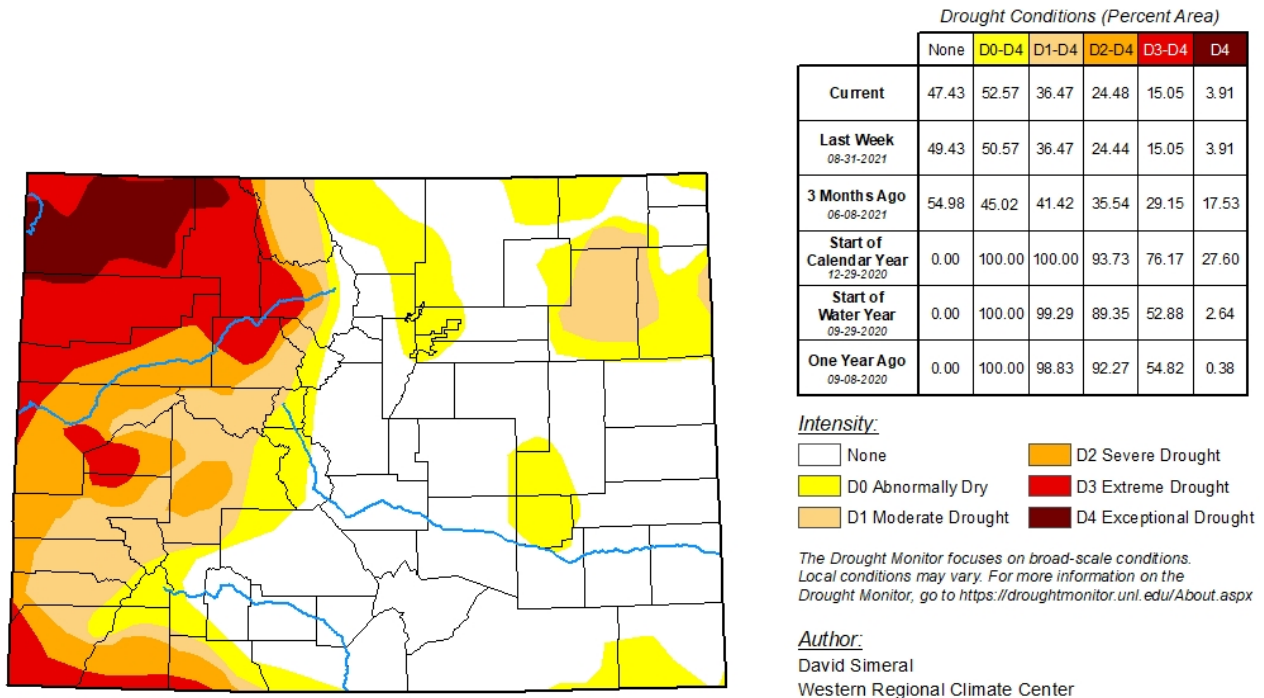 Drought Conditions (Percent Area)
None D0-D4 D1-D4 D2-D4 D3-D4 D4
Current 47.43 52.57 36.47 24.48 15.05 3.91
Last Week
08-31-2021
49.43 50.57 36.47 24.44 15.05 3.91
3 Months Ago
06-08-2021
54.98 45.02 41.42 35.54 29.15 17.53
Start of
Calendar Year
12-29-2020
0.00 100.00 100.00 93.73 76.17 27.60
Start of
Water Year
09-29-2020
0.00 100.00 99.29 89.35 52.88 2.64
One Year Ago
09-08-2020
0.00 100.00 98.83 92.27 54.82 0.38
Intensity:
None
D0 Abnormally Dry
D1 Moderate Drought
D2 Severe Drought
D3 Extreme Drought
D4 Exceptional Drought
The Drought Monitor focuses on broad-scale conditions.
Local conditions may vary. For more information on the
Drought Monitor, go to https://droughtmonitor.unl.edu/About.aspx
Author:
David Simeral
Western Regional Climate Center